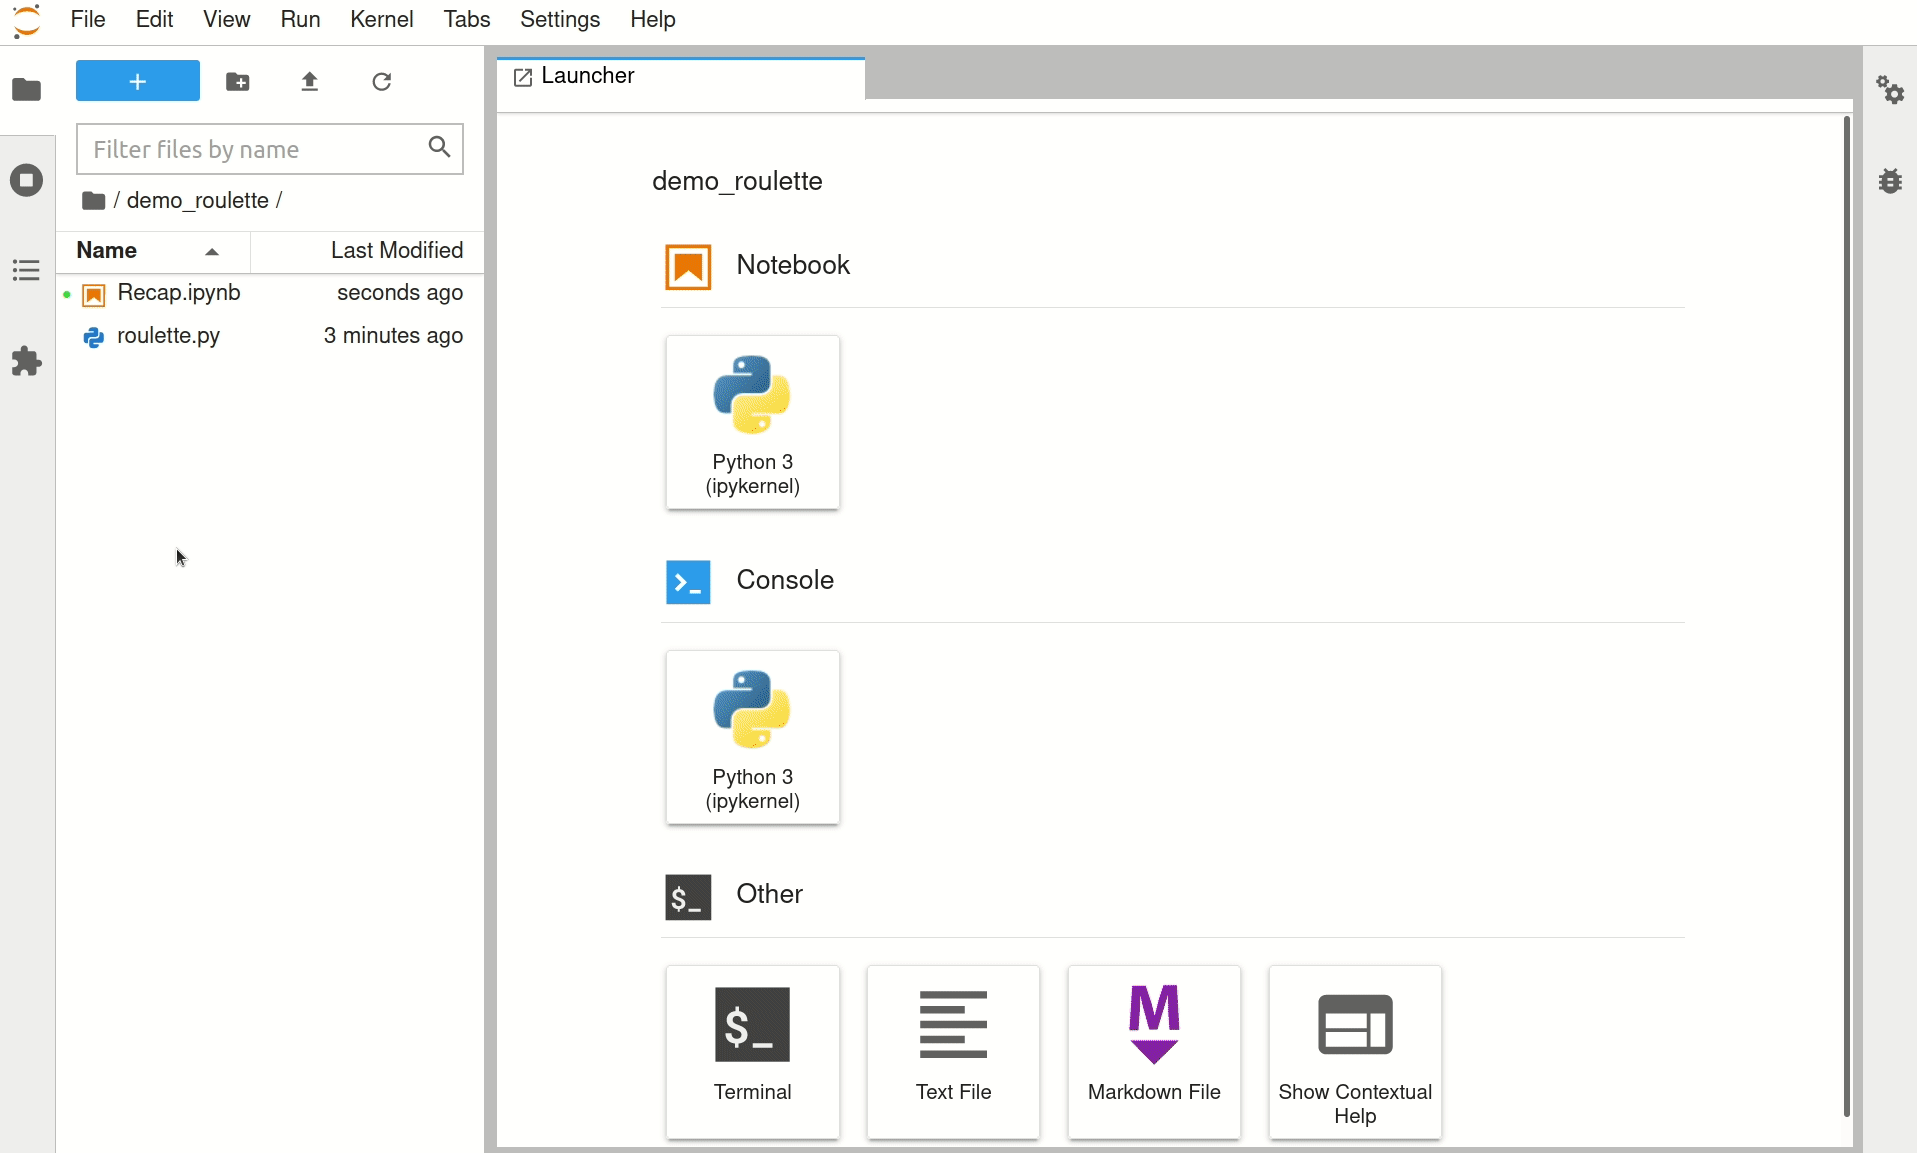 File Edit View Run Kernel Tabs Settings Help
Launcher
Filter files by name
/ demo_roulette /
Name Last Modified
Recap.ipynb seconds ago
roulette.py 3 minutes ago
demo_roulette
Notebook
Python 3
(ipykernel)
Console
Python 3
(ipykernel)
$_ Other
$_
Terminal
Text File
M
Markdown File
Show Contextual
Help